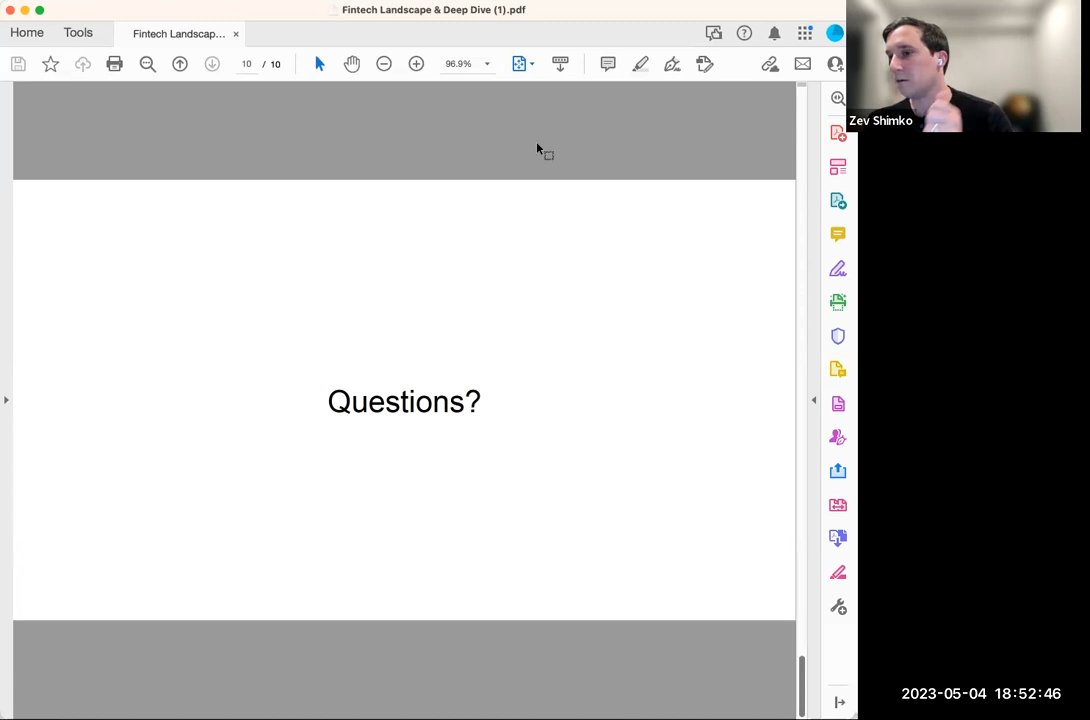 Fintech Landscape & Deep Dive (1).pdf
Home
Tools
Fintech Landscap...
10 / 10
96.9%
Zev Shimko
Questions?
2023-05-04 18:52:46